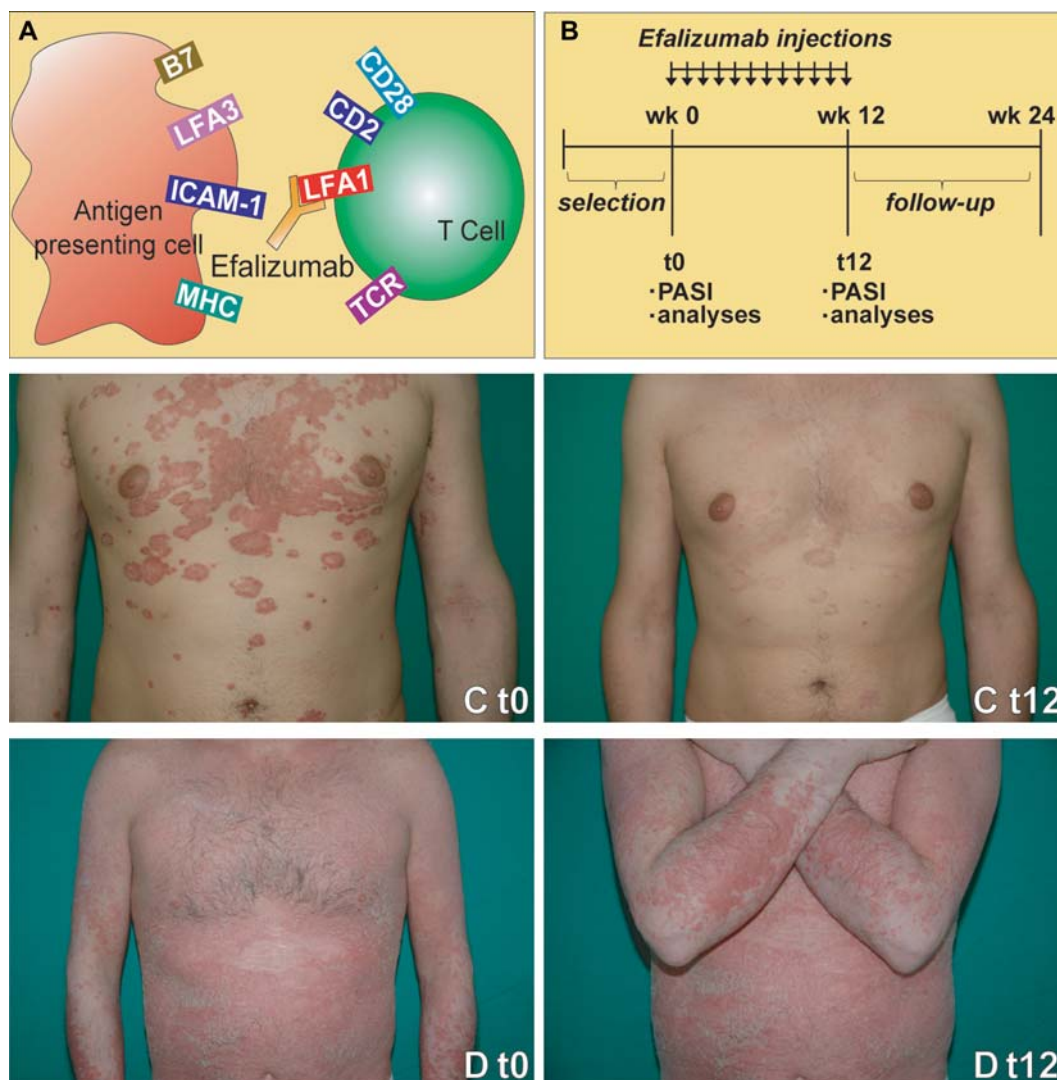 A
B7
LFA3
ICAM-1
Antigen
presenting cell
MHC
CD28
CD2
LFA1
T Cell
Efalizumab
TCR
B
Efalizumab injections
wk 0
wk 12
wk 24
selection
follow-up
t0
·PASI
·analyses
t12
·PASI
·analyses
C t0
C t12
D t0
D t12